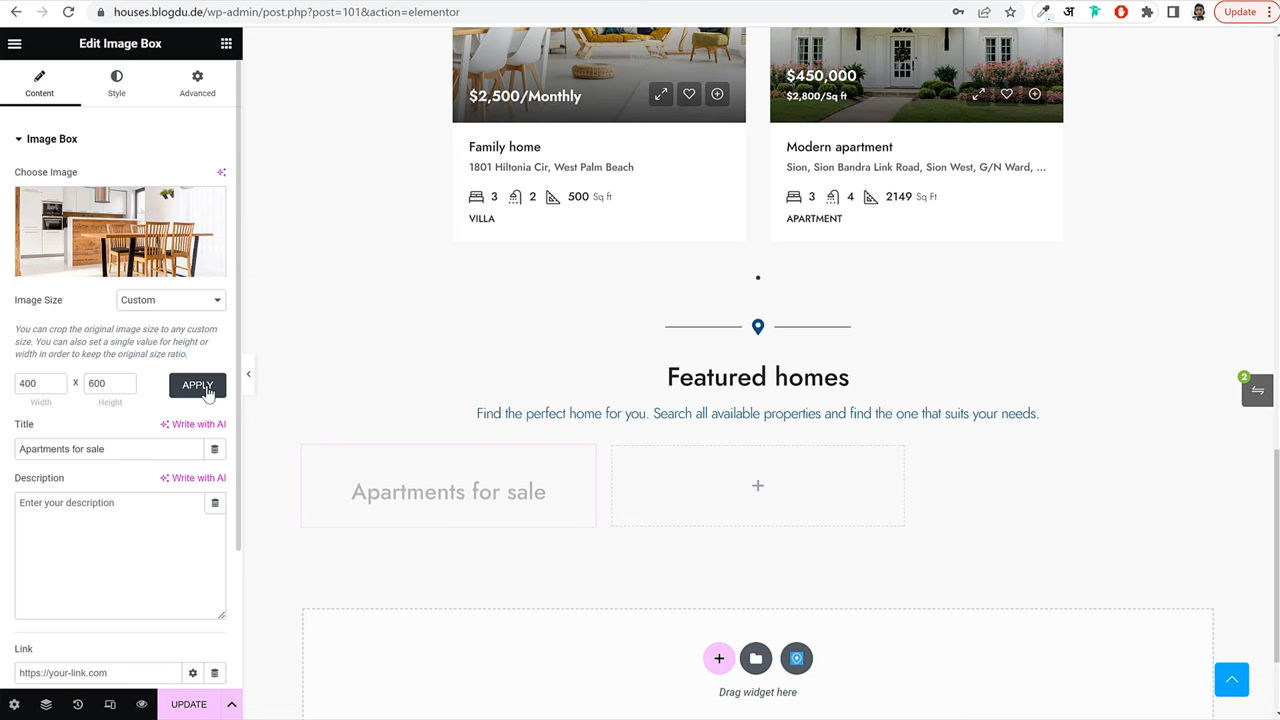 houses.blogdu.de/wp-admin/post.php?post=101&action=elementor
अ
Update
Edit Image Box
Content
Style
Advanced
Image Box
Choose Image
Image Size
Custom
You can crop the original image size to any custom
size. You can also set a single value for height or
width in order to keep the original size ratio.
400
x
600
APPLY
Width
Height
Title
Write with AI
Apartments for sale
Description
Write with AI
Enter your description
Link
https://your-link.com
UPDATE
$2,500/Monthly
Family home
1801 Hiltonia Cir, West Palm Beach
3
2
500 Sq ft
VILLA
$450,000
$2,800/Sq ft
Modern apartment
Sion, Sion Bandra Link Road, Sion West, G/N Ward, ...
3
4
2149 Sq Ft
APARTMENT
Featured homes
Find the perfect home for you. Search all available properties and find the one that suits your needs.
Apartments for sale
2
Drag widget here